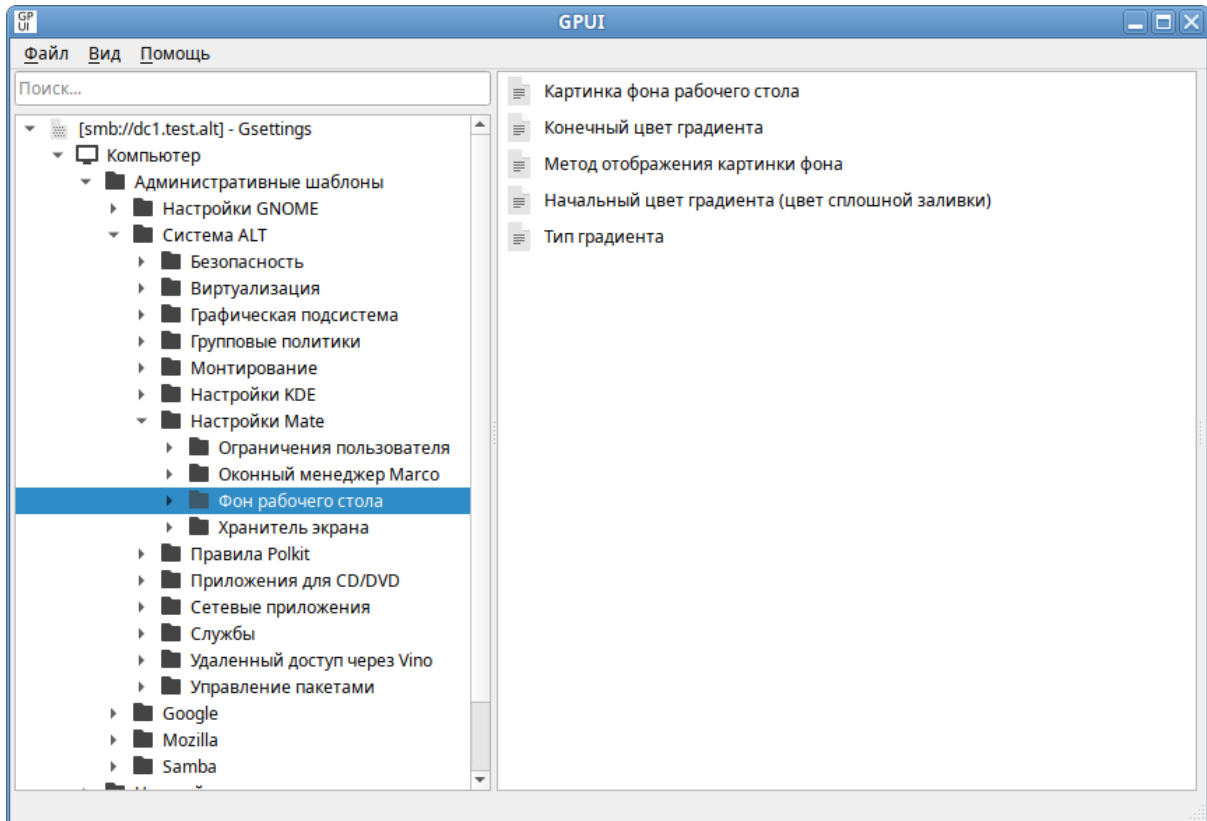 GPUI
GPUI
Файл Вид Помощь
Поиск...
[smb://dc1.test.alt] - Gsettings
Компьютер
Административные шаблоны
Настройки GNOME
Система ALT
Безопасность
Виртуализация
Графическая подсистема
Групповые политики
Монтирование
Настройки KDE
Настройки Mate
Ограничения пользователя
Оконный менеджер Marco
Фон рабочего стола
Хранитель экрана
Правила Polkit
Приложения для CD/DVD
Сетевые приложения
Службы
Удаленный доступ через Vino
Управление пакетами
Google
Mozilla
Samba
Картинка фона рабочего стола
Конечный цвет градиента
Метод отображения картинки фона
Начальный цвет градиента (цвет сплошной заливки)
Тип градиента